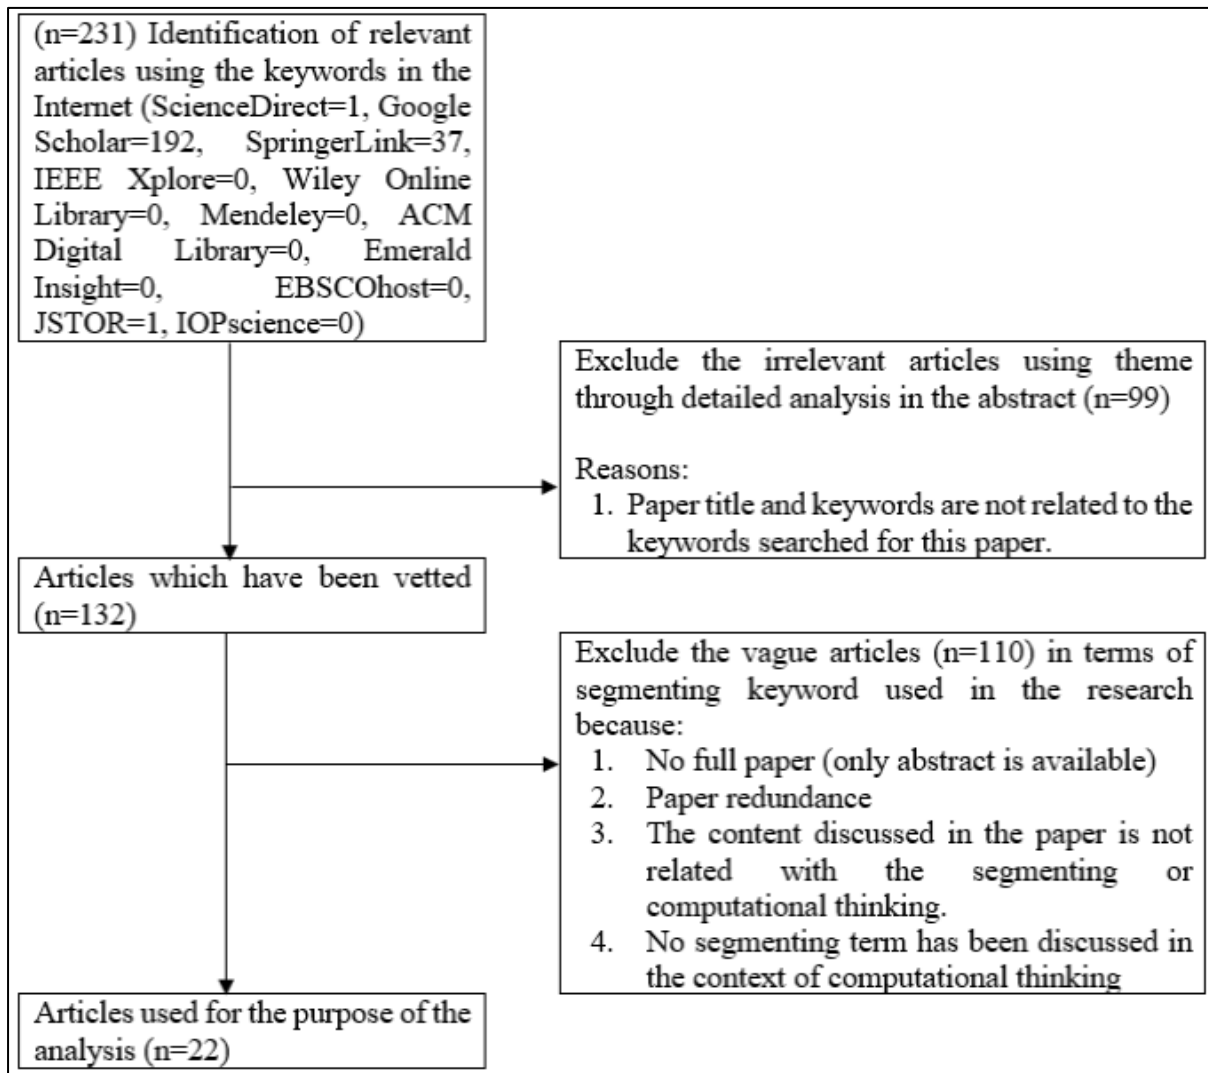 (n=231) Identification of relevant
articles using the keywords in the
Internet (ScienceDirect=1, Google
Scholar=192, SpringerLink=37,
IEEE Xplore=0, Wiley Online
Library=0, Mendeley=0, ACM
Digital Library=0, Emerald
Insight=0, EBSCOhost=0,
JSTOR=1, IOPscience=0)
Exclude the irrelevant articles using theme
through detailed analysis in the abstract (n=99)
Reasons:
1. Paper title and keywords are not related to the
keywords searched for this paper.
Articles which have been vetted
(n=132)
Exclude the vague articles (n=110) in terms of
segmenting keyword used in the research
because:
1. No full paper (only abstract is available)
2. Paper redundance
3. The content discussed in the paper is not
related with the segmenting or
computational thinking.
4. No segmenting term has been discussed in
the context of computational thinking
Articles used for the purpose of the
analysis (n=22)